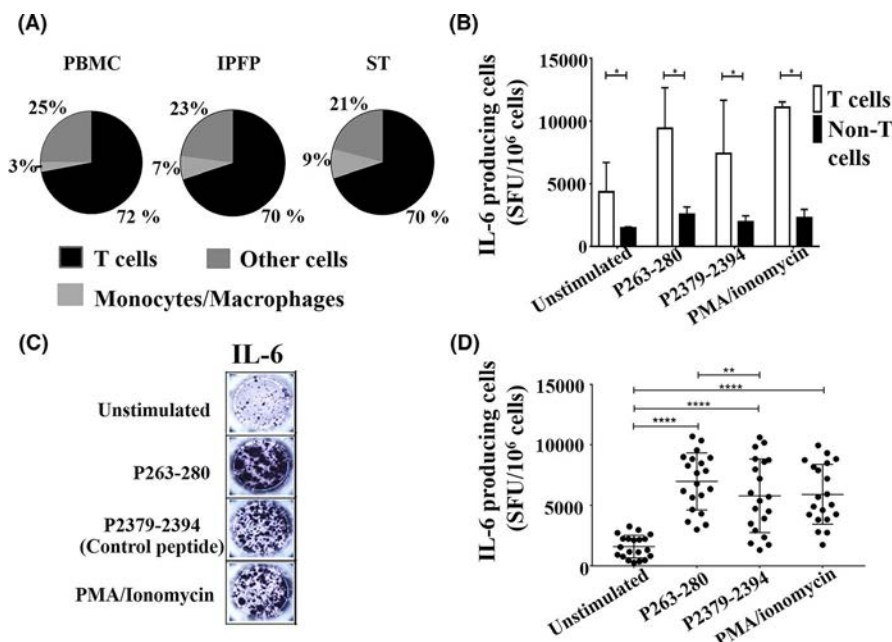 (A)
PBMC IPFP ST
25% 23% 21%
3% 7% 9%
72 % 70 % 70 %
T cells Other cells
Monocytes/Macrophages
(B)
IL-6 producing cells
(SFU/10⁶ cells)
15000
10000
5000
0
* * * *
T cells
Non-T
cells
Unstimulated
P263-280
P2379-2394
PMA/ionomycin
(C)
IL-6
Unstimulated
P263-280
P2379-2394
(Control peptide)
PMA/Ionomycin
(D)
IL-6 producing cells
(SFU/10⁶ cells)
15000
10000
5000
0
**
****
****
****
Unstimulated
P263-280
P2379-2394
PMA/ionomycin